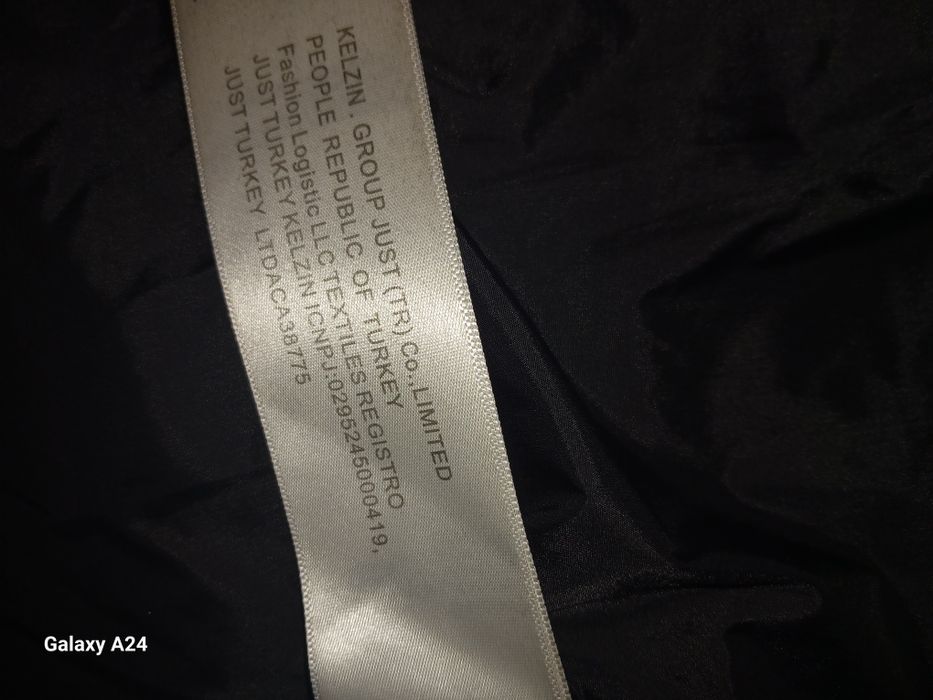 KELZIN . GROUP JUST (TR) Co.,LIMITED
PEOPLE REPUBLIC OF TURKEY
Fashion Logistic LLC TEXTILES REGISTRO
JUST TURKEY KELZIN ICNPJ:0295245000419,
JUST TURKEY LTDACA38775
Galaxy A24